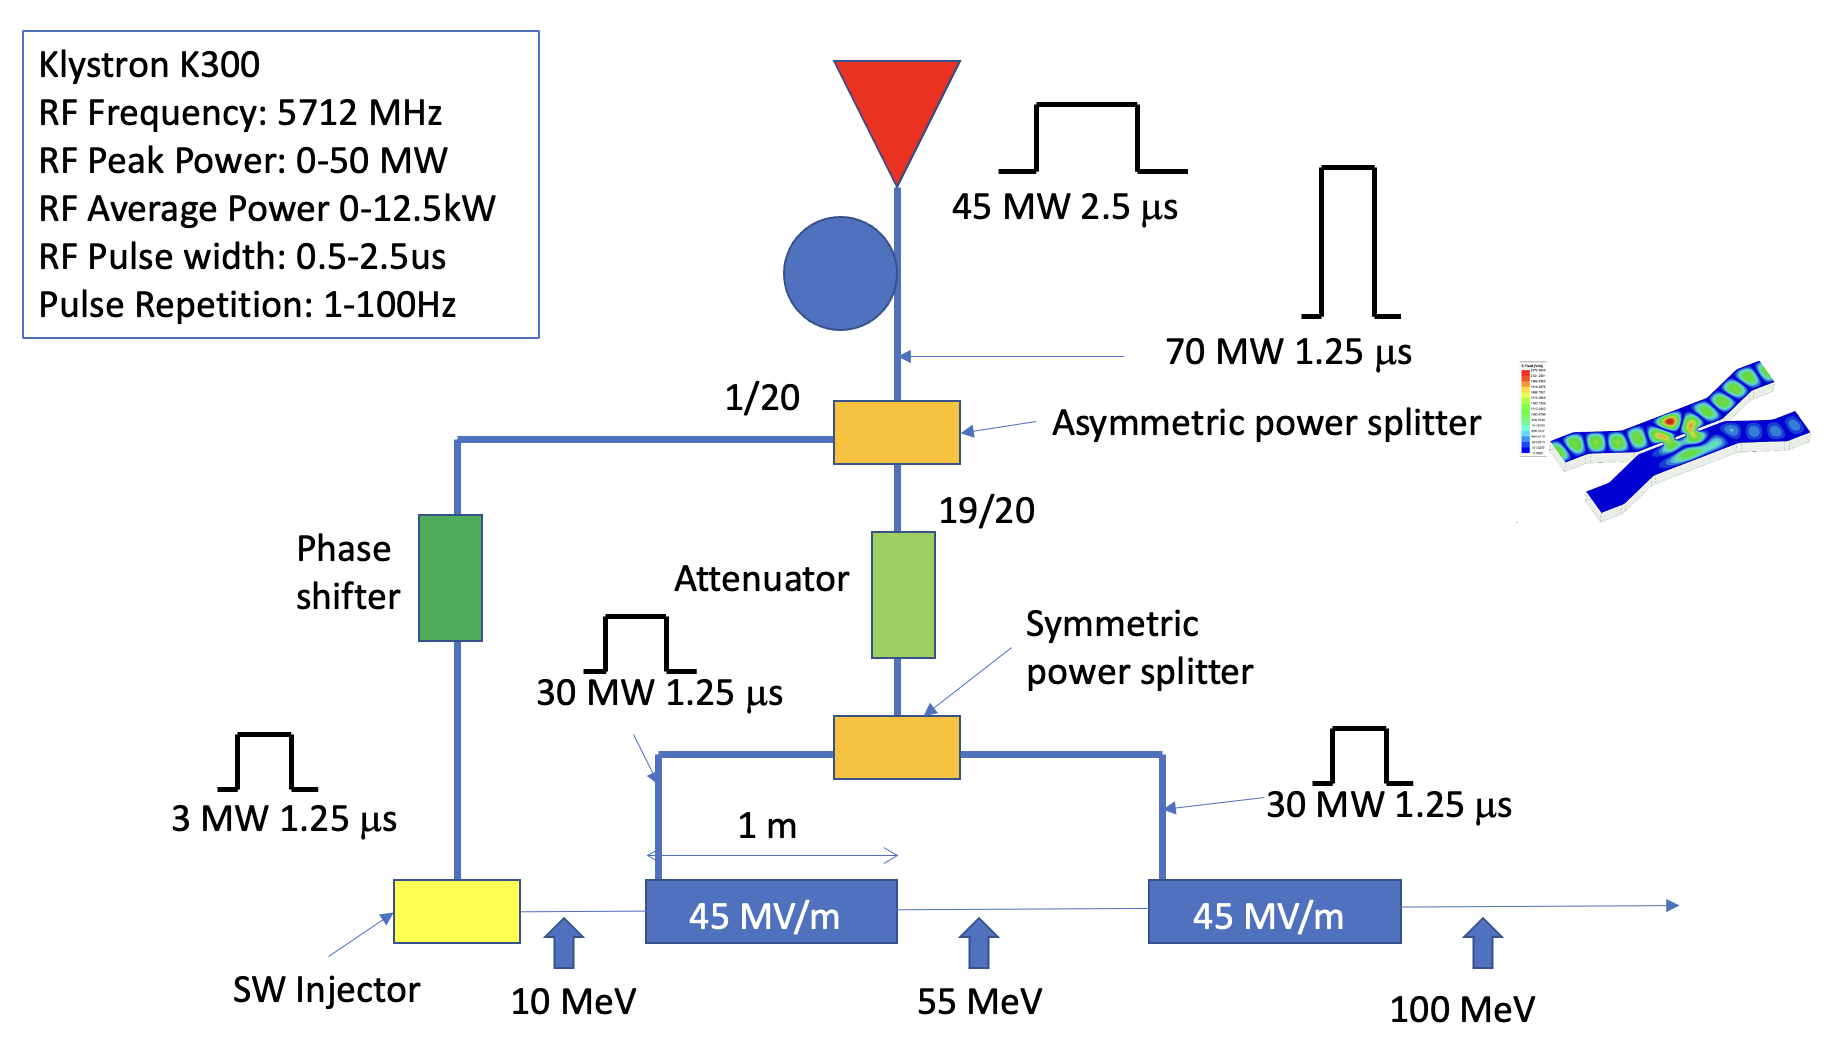 Klystron K300
RF Frequency: 5712 MHz
RF Peak Power: 0-50 MW
RF Average Power 0-12.5kW
RF Pulse width: 0.5-2.5us
Pulse Repetition: 1-100Hz
45 MW 2.5 μs
70 MW 1.25 μs
1/20
Asymmetric power splitter
19/20
Phase
shifter
Attenuator
Symmetric
power splitter
30 MW 1.25 μs
3 MW 1.25 μs
1 m
30 MW 1.25 μs
45 MV/m
45 MV/m
SW Injector
10 MeV
55 MeV
100 MeV